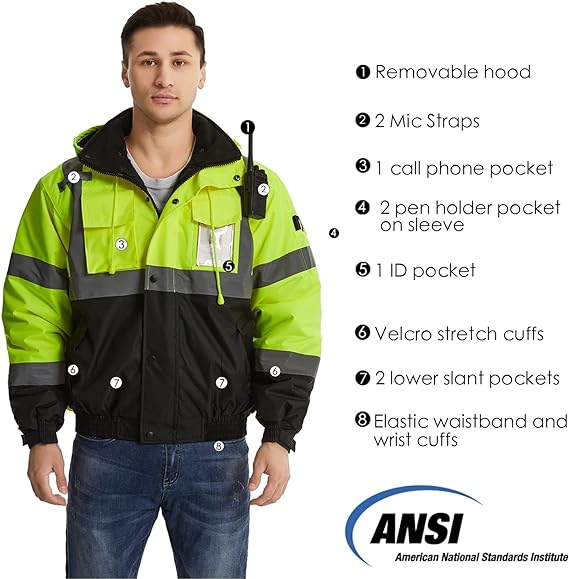 ❶ Removable hood
❷ 2 Mic Straps
❸ 1 call phone pocket
❹ 2 pen holder pocket
on sleeve
❺ 1 ID pocket
❻ Velcro stretch cuffs
❼ 2 lower slant pockets
❽ Elastic waistband and
wrist cuffs
1
2
2
3
4
5
6
7
7
6
8
ANSI
American National Standards Institute